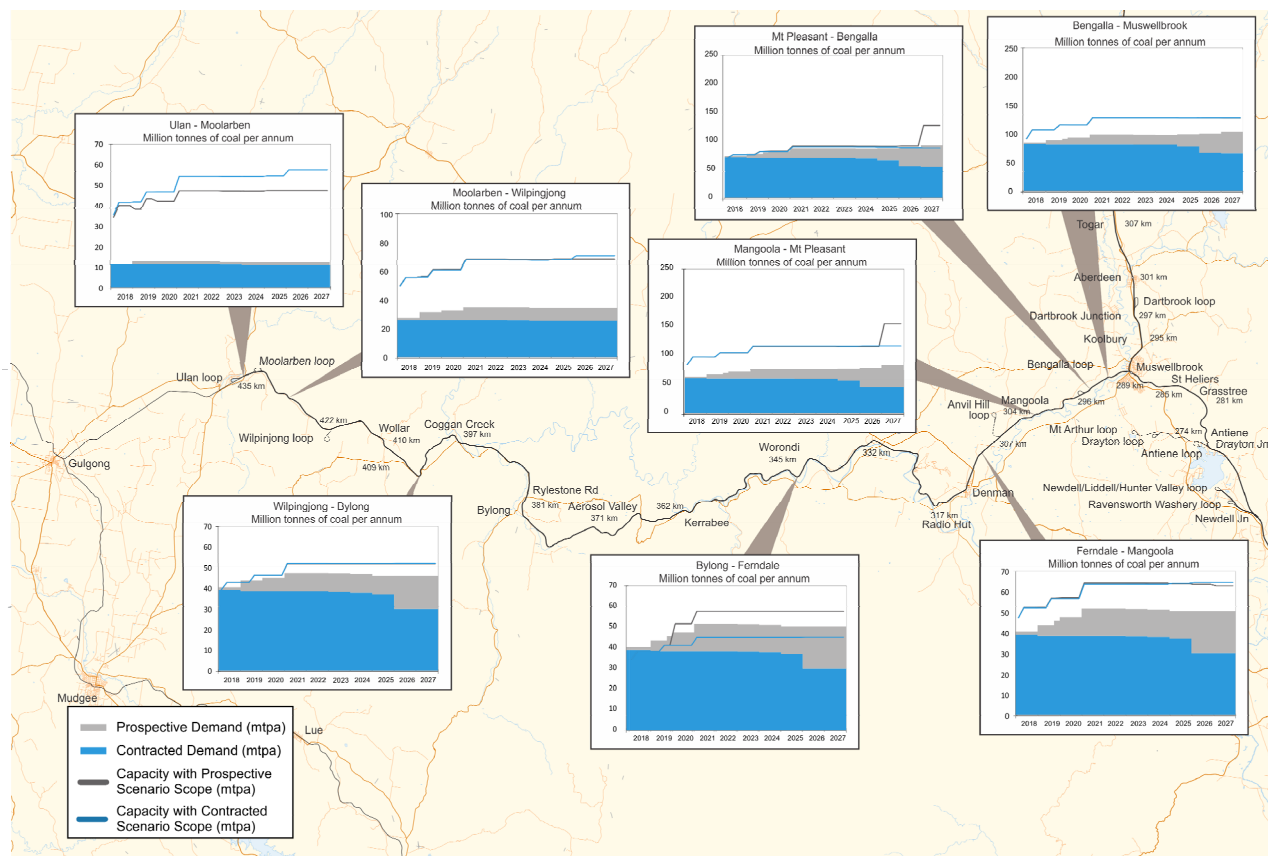 Mt Pleasant - Bengalla
Million tonnes of coal per annum
250
200
150
100
50
0
2018 2019 2020 2021 2022 2023 2024 2025 2026 2027
Bengalla - Muswellbrook
Million tonnes of coal per annum
250
200
150
100
50
0
2018 2019 2020 2021 2022 2023 2024 2025 2026 2027
Ulan - Moolarben
Million tonnes of coal per annum
70
60
50
40
30
20
10
0
2018 2019 2020 2021 2022 2023 2024 2025 2026 2027
Moolarben - Wilpingjong
Million tonnes of coal per annum
100
80
60
40
20
0
2018 2019 2020 2021 2022 2023 2024 2025 2026 2027
Mangoola - Mt Pleasant
Million tonnes of coal per annum
250
200
150
100
50
0
2018 2019 2020 2021 2022 2023 2024 2025 2026 2027
Togar
307 km
Aberdeen
301 km
Dartbrook loop
Dartbrook Junction
297 km
Koolbury
295 km
Bengalla loop
Muswellbrook
289 km
St Heliers
285 km
Grasstree
281 km
296 km
Mangoola
304 km
Anvil Hill
loop
307 km
Mt Arthur loop
Drayton loop
274 km
Antiene
Drayton Jn
Antiene loop
Newdell/Liddell/Hunter Valley loop
Ravensworth Washery loop
Newdell Jn
Moolarben loop
Ulan loop
435 km
422 km
Wilpinjong loop
Wollar
410 km
409 km
Coggan Creek
397 km
Gulgong
Bylong
Rylestone Rd
381 km
Aerosol Valley
371 km
362 km
Kerrabee
Worondi
345 km
332 km
Denman
317 km
Radio Hut
Wilpingjong - Bylong
Million tonnes of coal per annum
70
60
50
40
30
20
10
0
2018 2019 2020 2021 2022 2023 2024 2025 2026 2027
Bylong - Ferndale
Million tonnes of coal per annum
70
60
50
40
30
20
10
0
2018 2019 2020 2021 2022 2023 2024 2025 2026 2027
Ferndale - Mangoola
Million tonnes of coal per annum
70
60
50
40
30
20
10
0
2018 2019 2020 2021 2022 2023 2024 2025 2026 2027
Mudgee
Lue
Prospective Demand (mtpa)
Contracted Demand (mtpa)
Capacity with Prospective
Scenario Scope (mtpa)
Capacity with Contracted
Scenario Scope (mtpa)